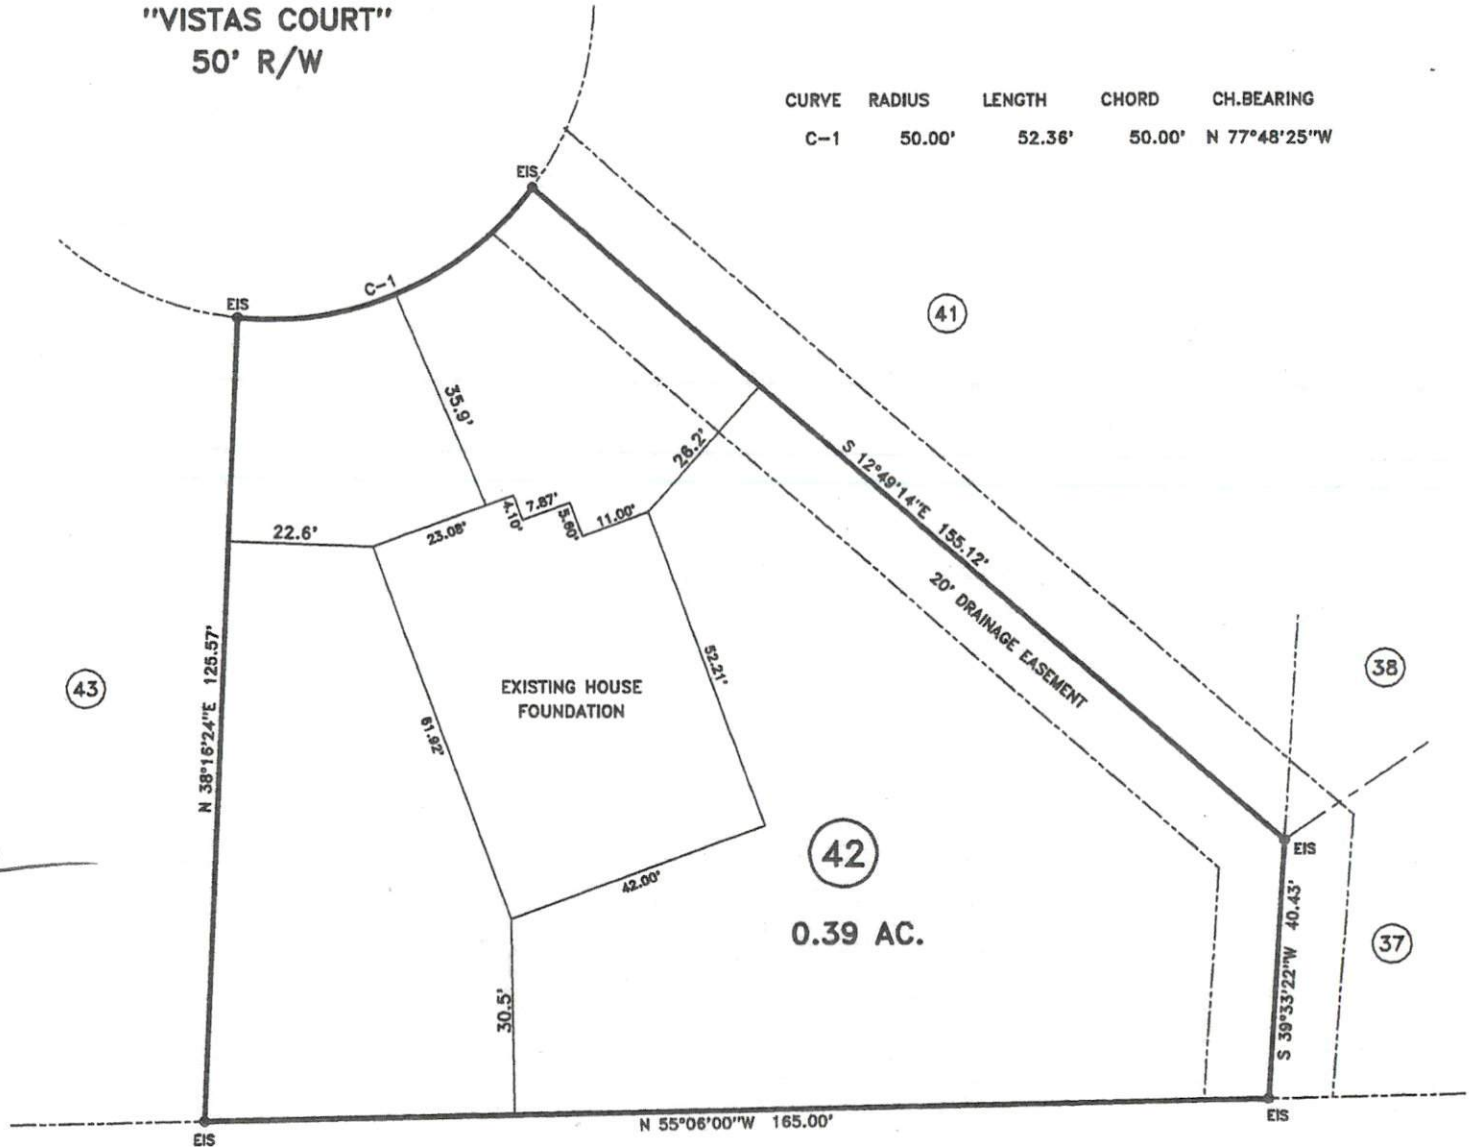 "VISTAS COURT"
50' R/W
CURVE RADIUS LENGTH CHORD CH.BEARING
C-1 50.00' 52.36' 50.00' N 77°48'25"W
EIS
EIS
C-1
41
35.9'
26.2'
S 12°49'14"E 155.12'
22.6'
23.08'
4.10'
7.87'
5.60'
11.00'
20' DRAINAGE EASEMENT
N 38°16'24"E 125.57'
43
EXISTING HOUSE
FOUNDATION
52.21'
61.92'
38
42.00'
42
0.39 AC.
EIS
S 39°33'22"W 40.43'
37
30.5'
N 55°06'00"W 165.00'
EIS
EIS